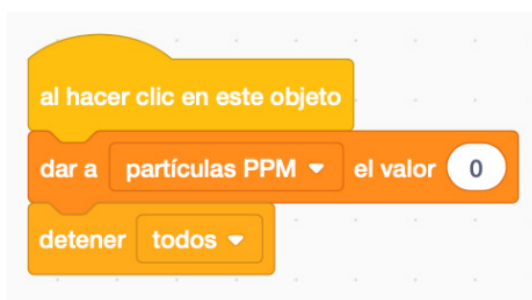 al hacer clic en este objeto
dar a partículas PPM el valor 0
detener todos